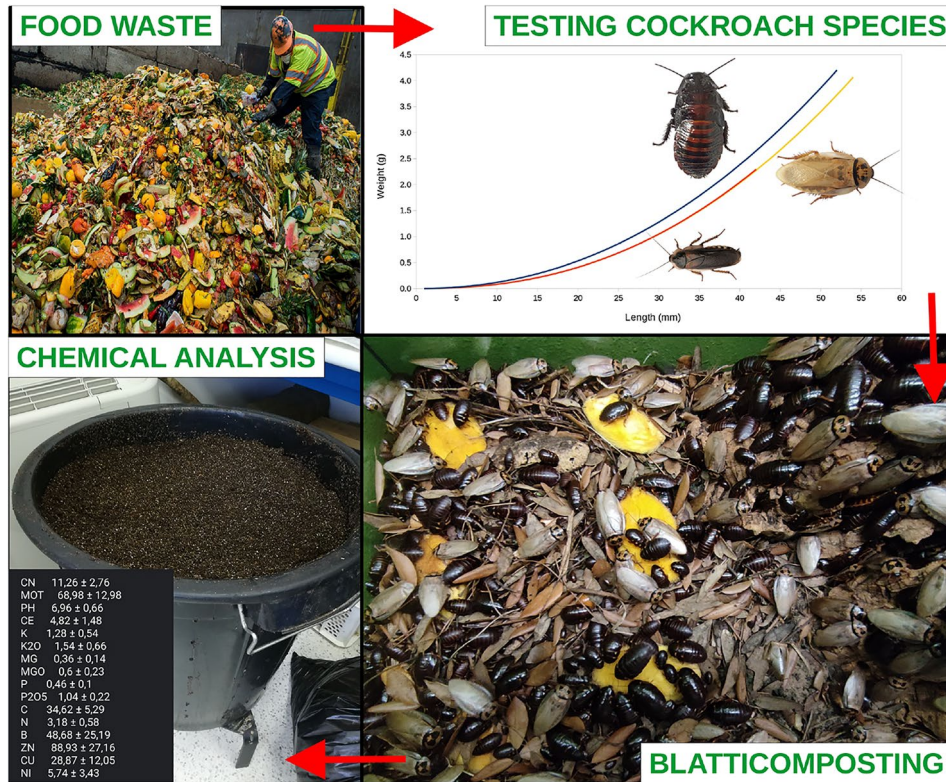 FOOD WASTE
TESTING COCKROACH SPECIES
4.5
4.0
3.5
3.0
2.5
2.0
1.5
1.0
0.5
0.0
Weight (g)
0 5 10 15 20 25 30 35 40 45 50 55 60
Length (mm)
CHEMICAL ANALYSIS
CN 11,26 ± 2,76
MOT 68,98 ± 12,98
PH 6,96 ± 0,66
CE 4,82 ± 1,48
K 1,28 ± 0,54
K2O 1,54 ± 0,66
MG 0,36 ± 0,14
MGO 0,6 ± 0,23
P 0,46 ± 0,1
P2O5 1,04 ± 0,22
C 34,62 ± 5,29
N 3,18 ± 0,58
B 48,68 ± 25,19
ZN 88,93 ± 27,16
CU 28,87 ± 12,05
NI 5,74 ± 3,43
BLATTICOMPOSTING